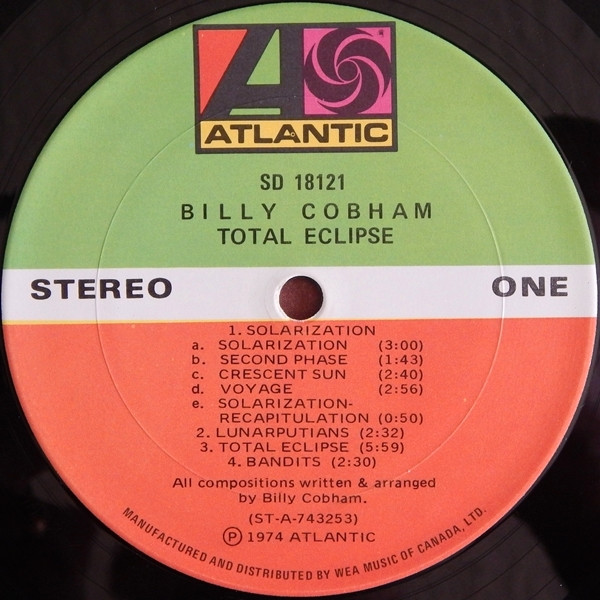 ATLANTIC
SD 18121
BILLY COBHAM
TOTAL ECLIPSE
STEREO ONE
1. SOLARIZATION
a. SOLARIZATION (3:00)
b. SECOND PHASE (1:43)
c. CRESCENT SUN (2:40)
d. VOYAGE (2:56)
e. SOLARIZATION-
RECAPITULATION (0:50)
2. LUNARPUTIANS (2:32)
3. TOTAL ECLIPSE (5:59)
4. BANDITS (2:30)
All compositions written & arranged
by Billy Cobham.
(ST-A-743253)
Ⓟ 1974 ATLANTIC
MANUFACTURED AND DISTRIBUTED BY WEA MUSIC OF CANADA, LTD.